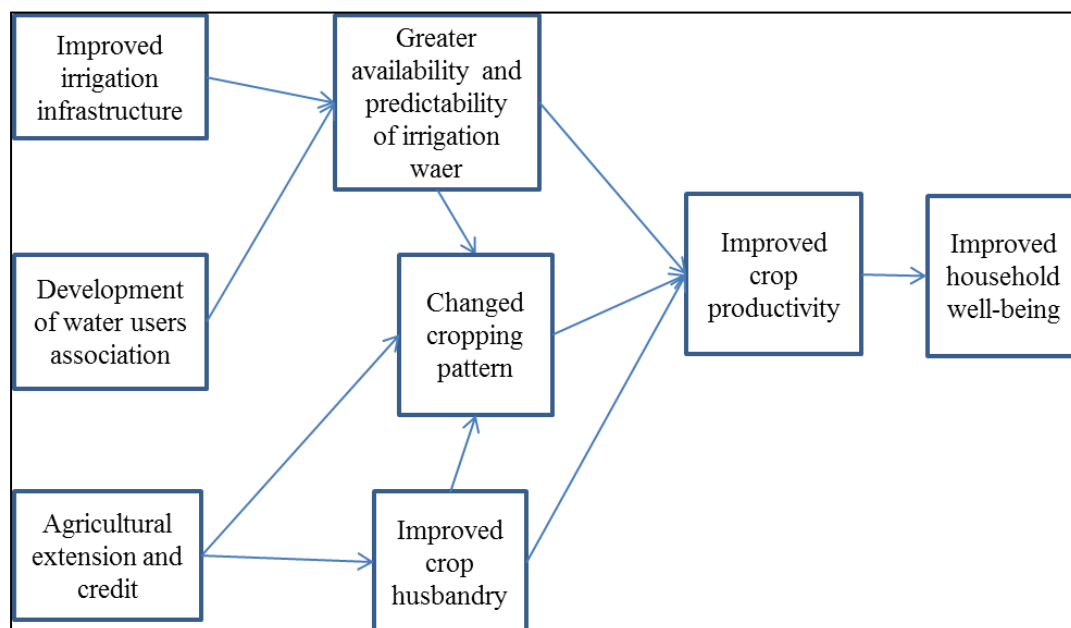 Improved
irrigation
infrastructure
Greater
availability and
predictability
of irrigation
waer
Development
of water users
association
Changed
cropping
pattern
Improved
crop
productivity
Improved
household
well-being
Agricultural
extension and
credit
Improved
crop
husbandry